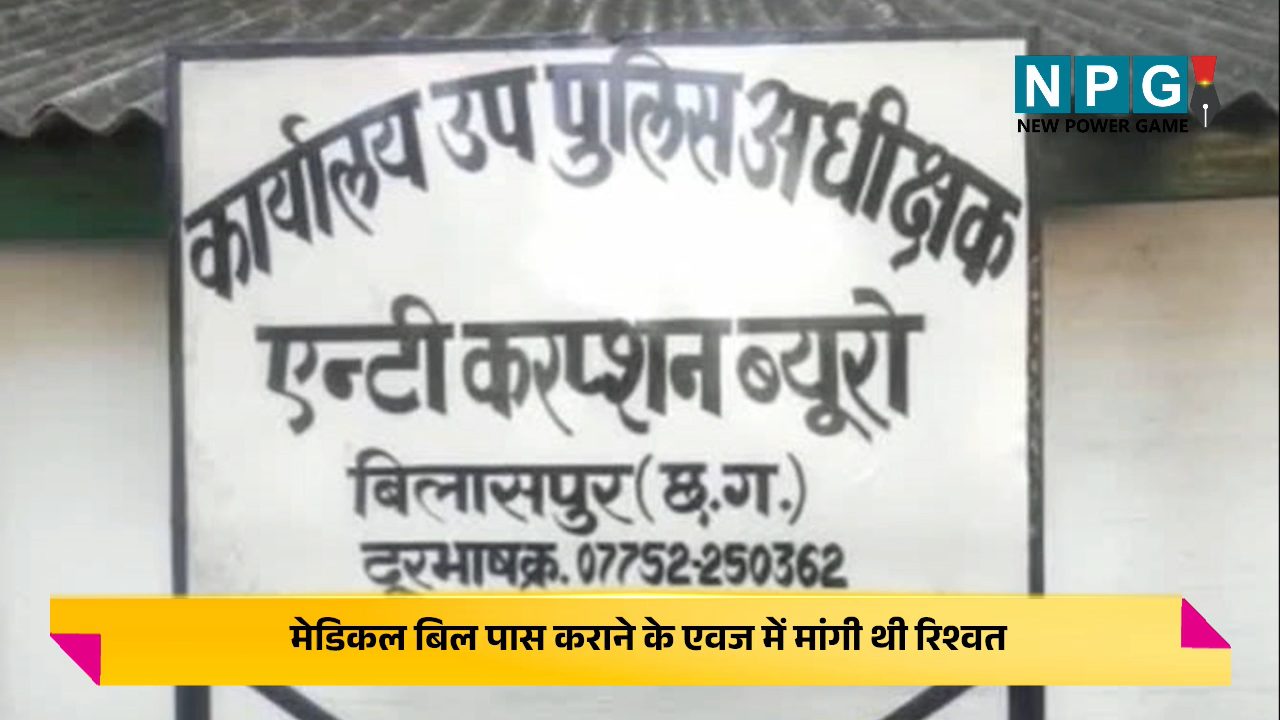 कार्यालय उप पुलिस अधीक्षक
NPG
NEW POWER GAME
एन्टी करप्शन ब्यूरो
बिलासपुर (छ.ग.)
दूरभाष क्र. 07752-250362
मेडिकल बिल पास कराने के एवज में मांगी थी रिश्वत